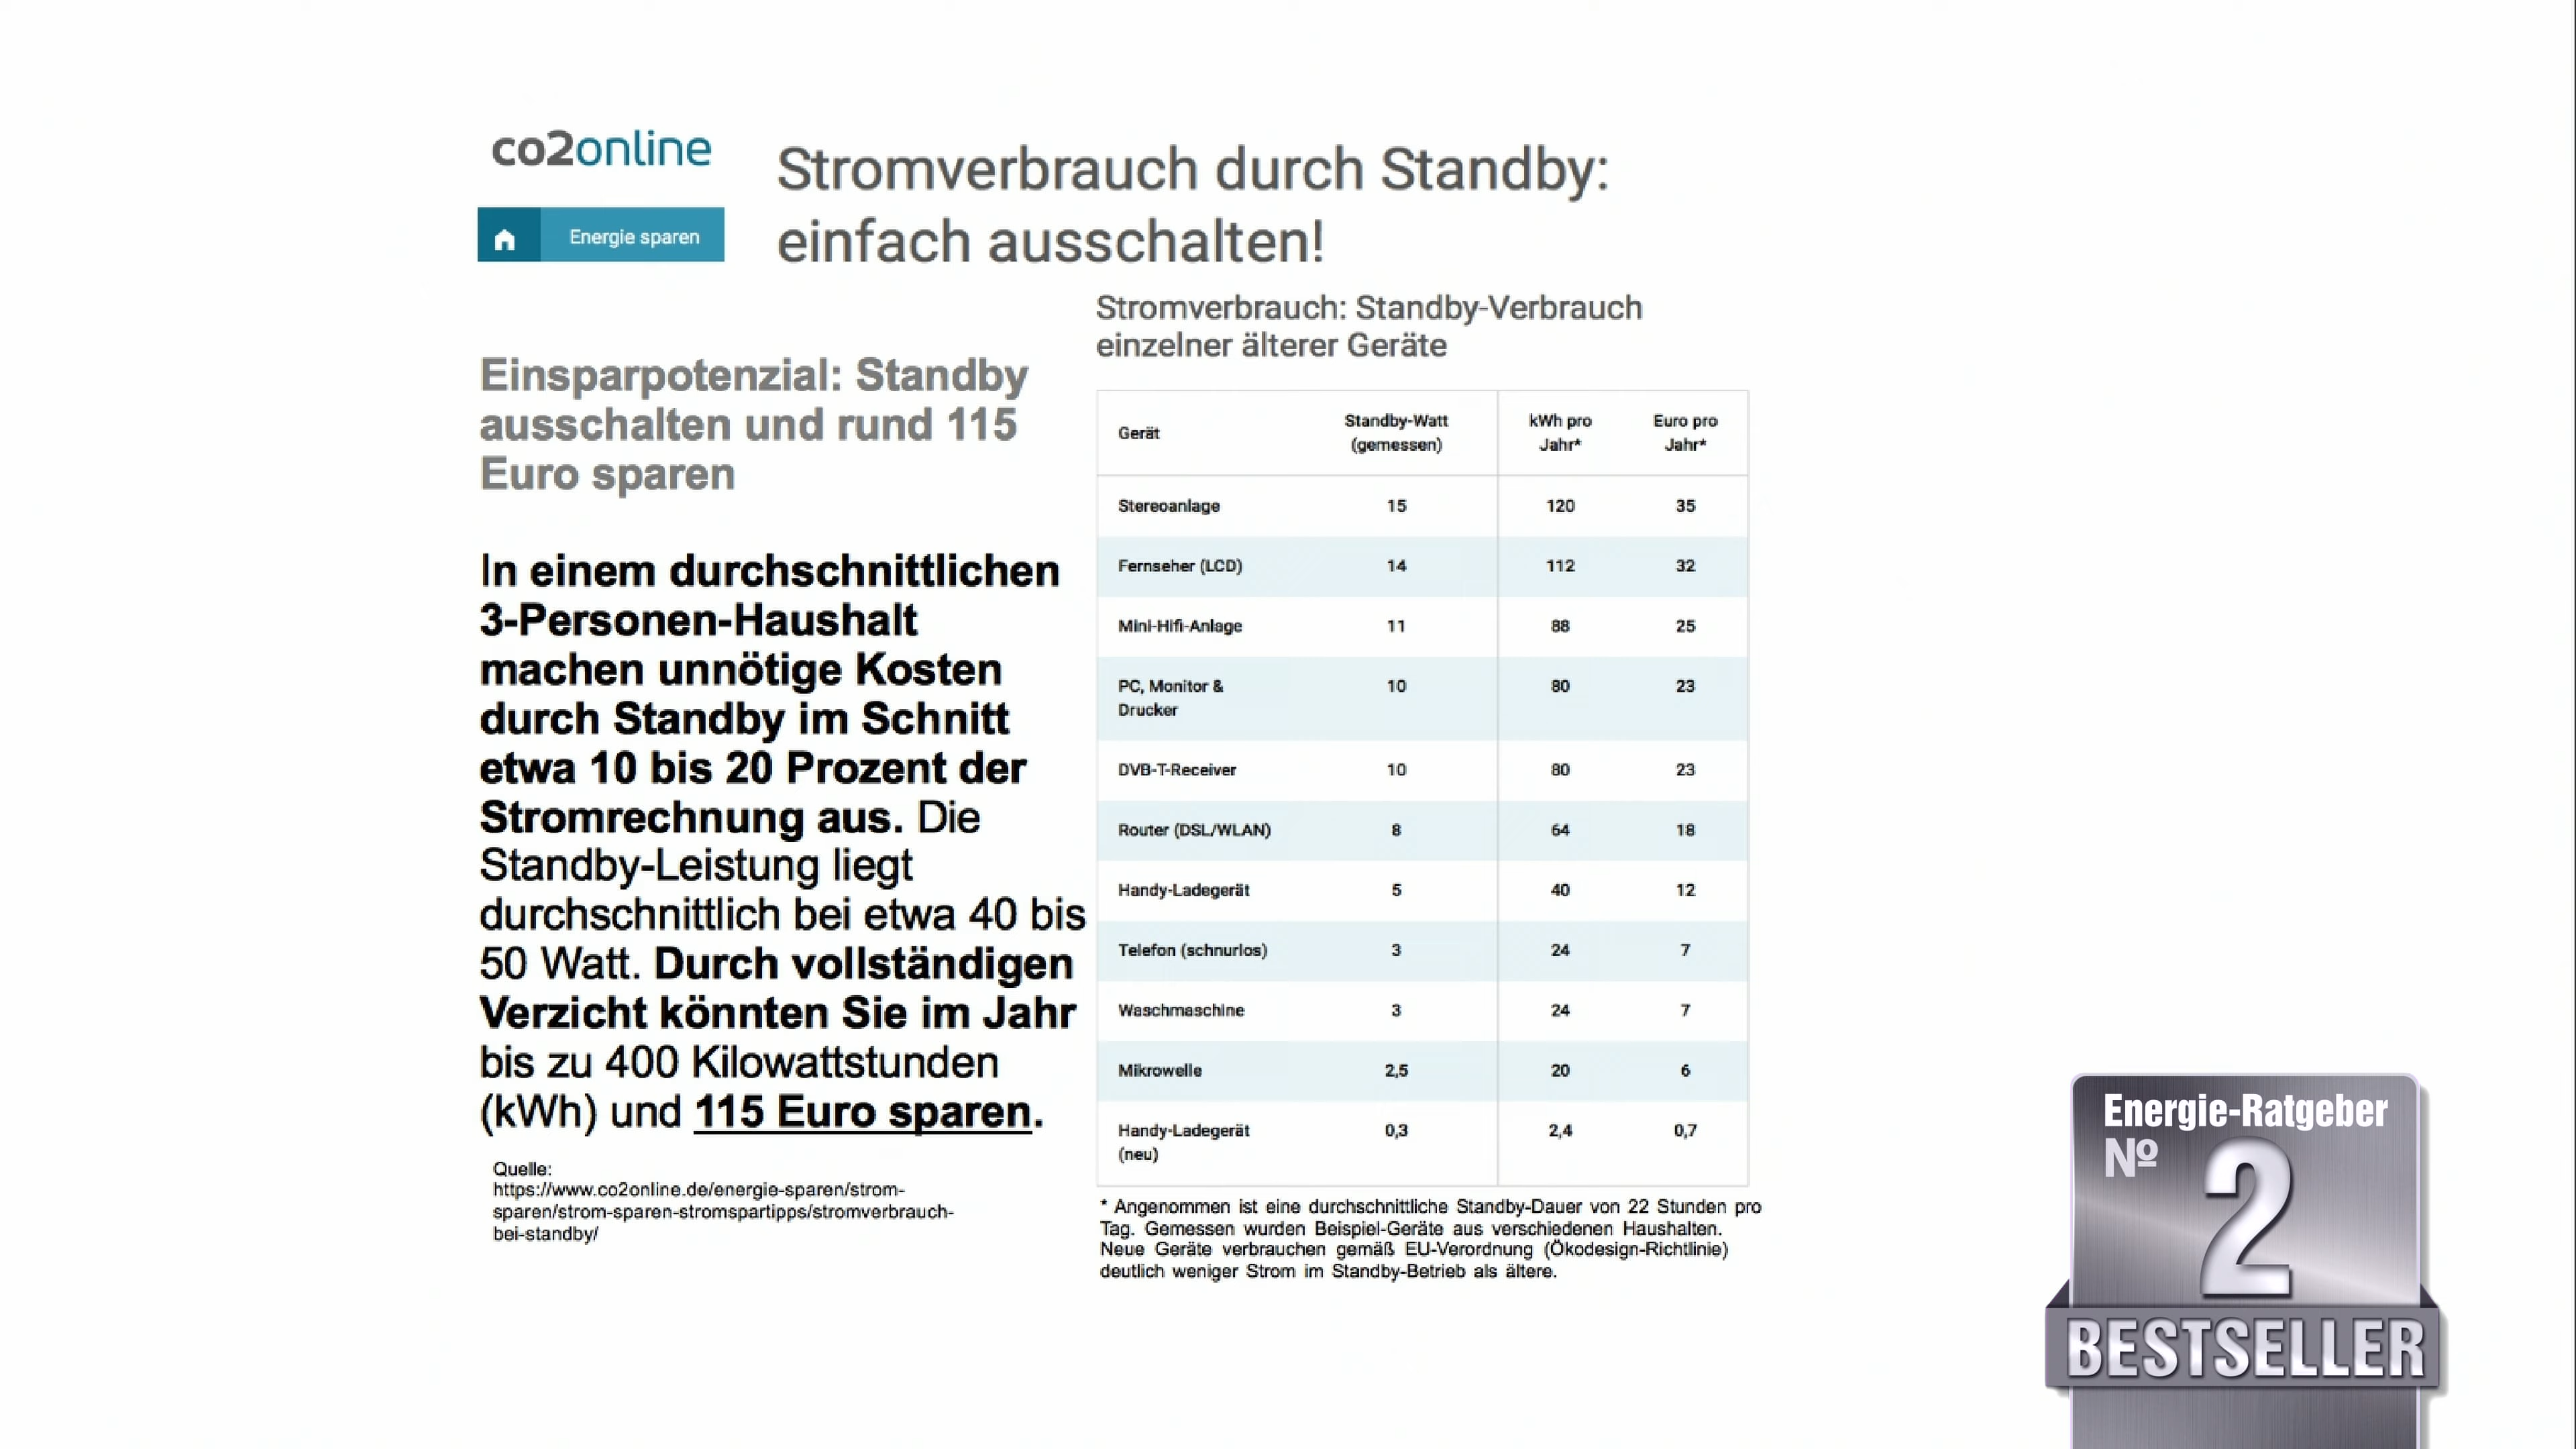 co2online
Energie sparen
Stromverbrauch durch Standby:
einfach ausschalten!
Einsparpotenzial: Standby
ausschalten und rund 115
Euro sparen
In einem durchschnittlichen
3-Personen-Haushalt
machen unnötige Kosten
durch Standby im Schnitt
etwa 10 bis 20 Prozent der
Stromrechnung aus. Die
Standby-Leistung liegt
durchschnittlich bei etwa 40 bis
50 Watt. Durch vollständigen
Verzicht könnten Sie im Jahr
bis zu 400 Kilowattstunden
(kWh) und 115 Euro sparen.
Quelle:
https://www.co2online.de/energie-sparen/strom-
sparen/strom-sparen-stromspartipps/stromverbrauch-
bei-standby/
Stromverbrauch: Standby-Verbrauch
einzelner älterer Geräte
Gerät Standby-Watt (gemessen) kWh pro Jahr* Euro pro Jahr*
Stereoanlage 15 120 35
Fernseher (LCD) 14 112 32
Mini-Hifi-Anlage 11 88 25
PC, Monitor & 10 80 23
Drucker
DVB-T-Receiver 10 80 23
Router (DSL/WLAN) 8 64 18
Handy-Ladegerät 5 40 12
Telefon (schnurlos) 3 24 7
Waschmaschine 3 24 7
Mikrowelle 2,5 20 6
Handy-Ladegerät 0,3 2,4 0,7
(neu)
* Angenommen ist eine durchschnittliche Standby-Dauer von 22 Stunden pro
Tag. Gemessen wurden Beispiel-Geräte aus verschiedenen Haushalten.
Neue Geräte verbrauchen gemäß EU-Verordnung (Ökodesign-Richtlinie)
deutlich weniger Strom im Standby-Betrieb als ältere.
Energie-Ratgeber
Nº
2
BESTSELLER